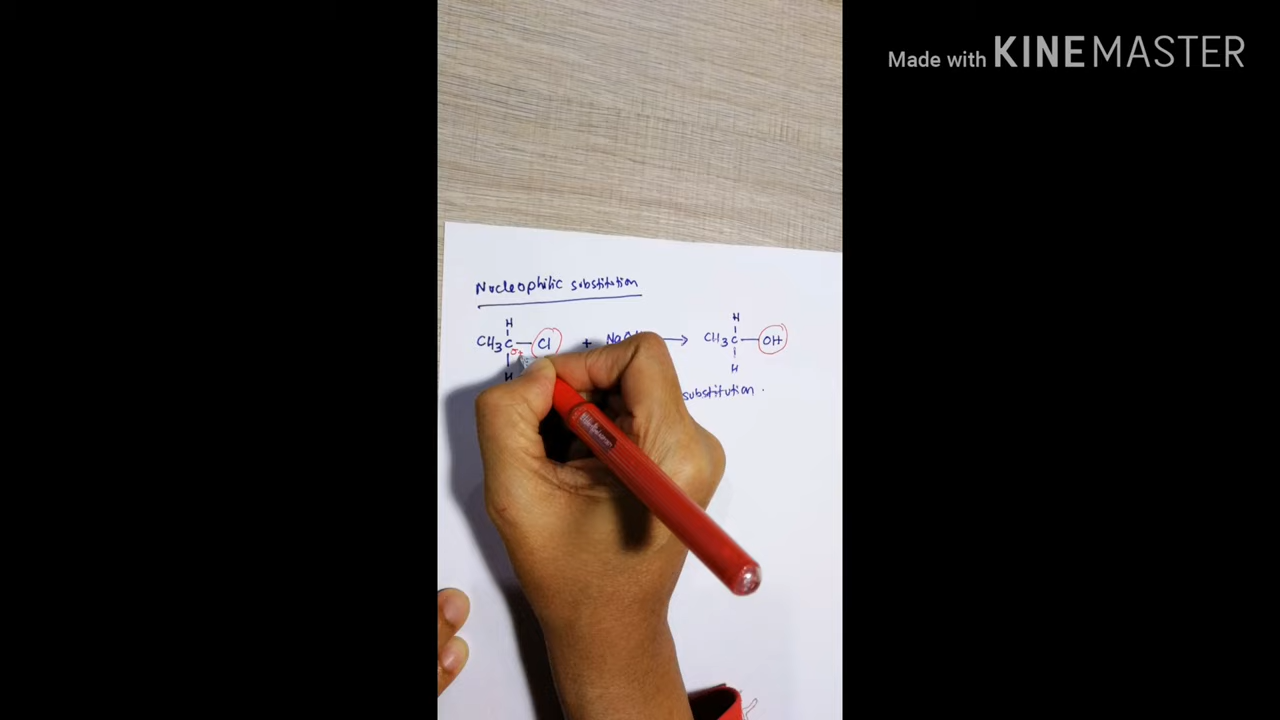 Made with KINEMASTER
Nucleophilic substitution
H H
CH3C — Cl + → CH3C — OH
δ+
H H
substitution.